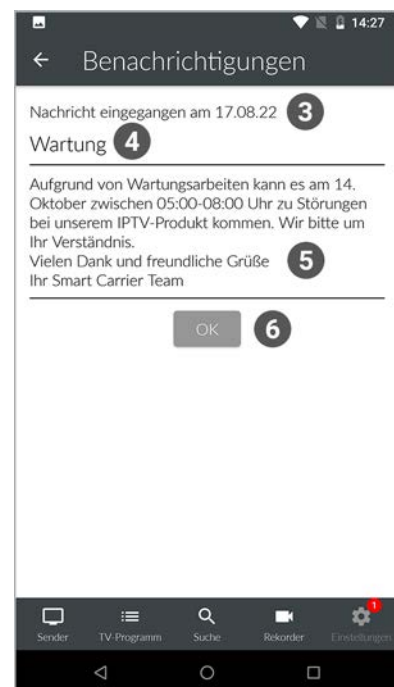 14:27
Benachrichtigungen
Nachricht eingegangen am 17.08.22 3
Wartung 4
Aufgrund von Wartungsarbeiten kann es am 14.
Oktober zwischen 05:00-08:00 Uhr zu Störungen
bei unserem IPTV-Produkt kommen. Wir bitte um
Ihr Verständnis.
Vielen Dank und freundliche Grüße 5
Ihr Smart Carrier Team
OK 6
1
Sender TV-Programm Suche Rekorder Einstellungen